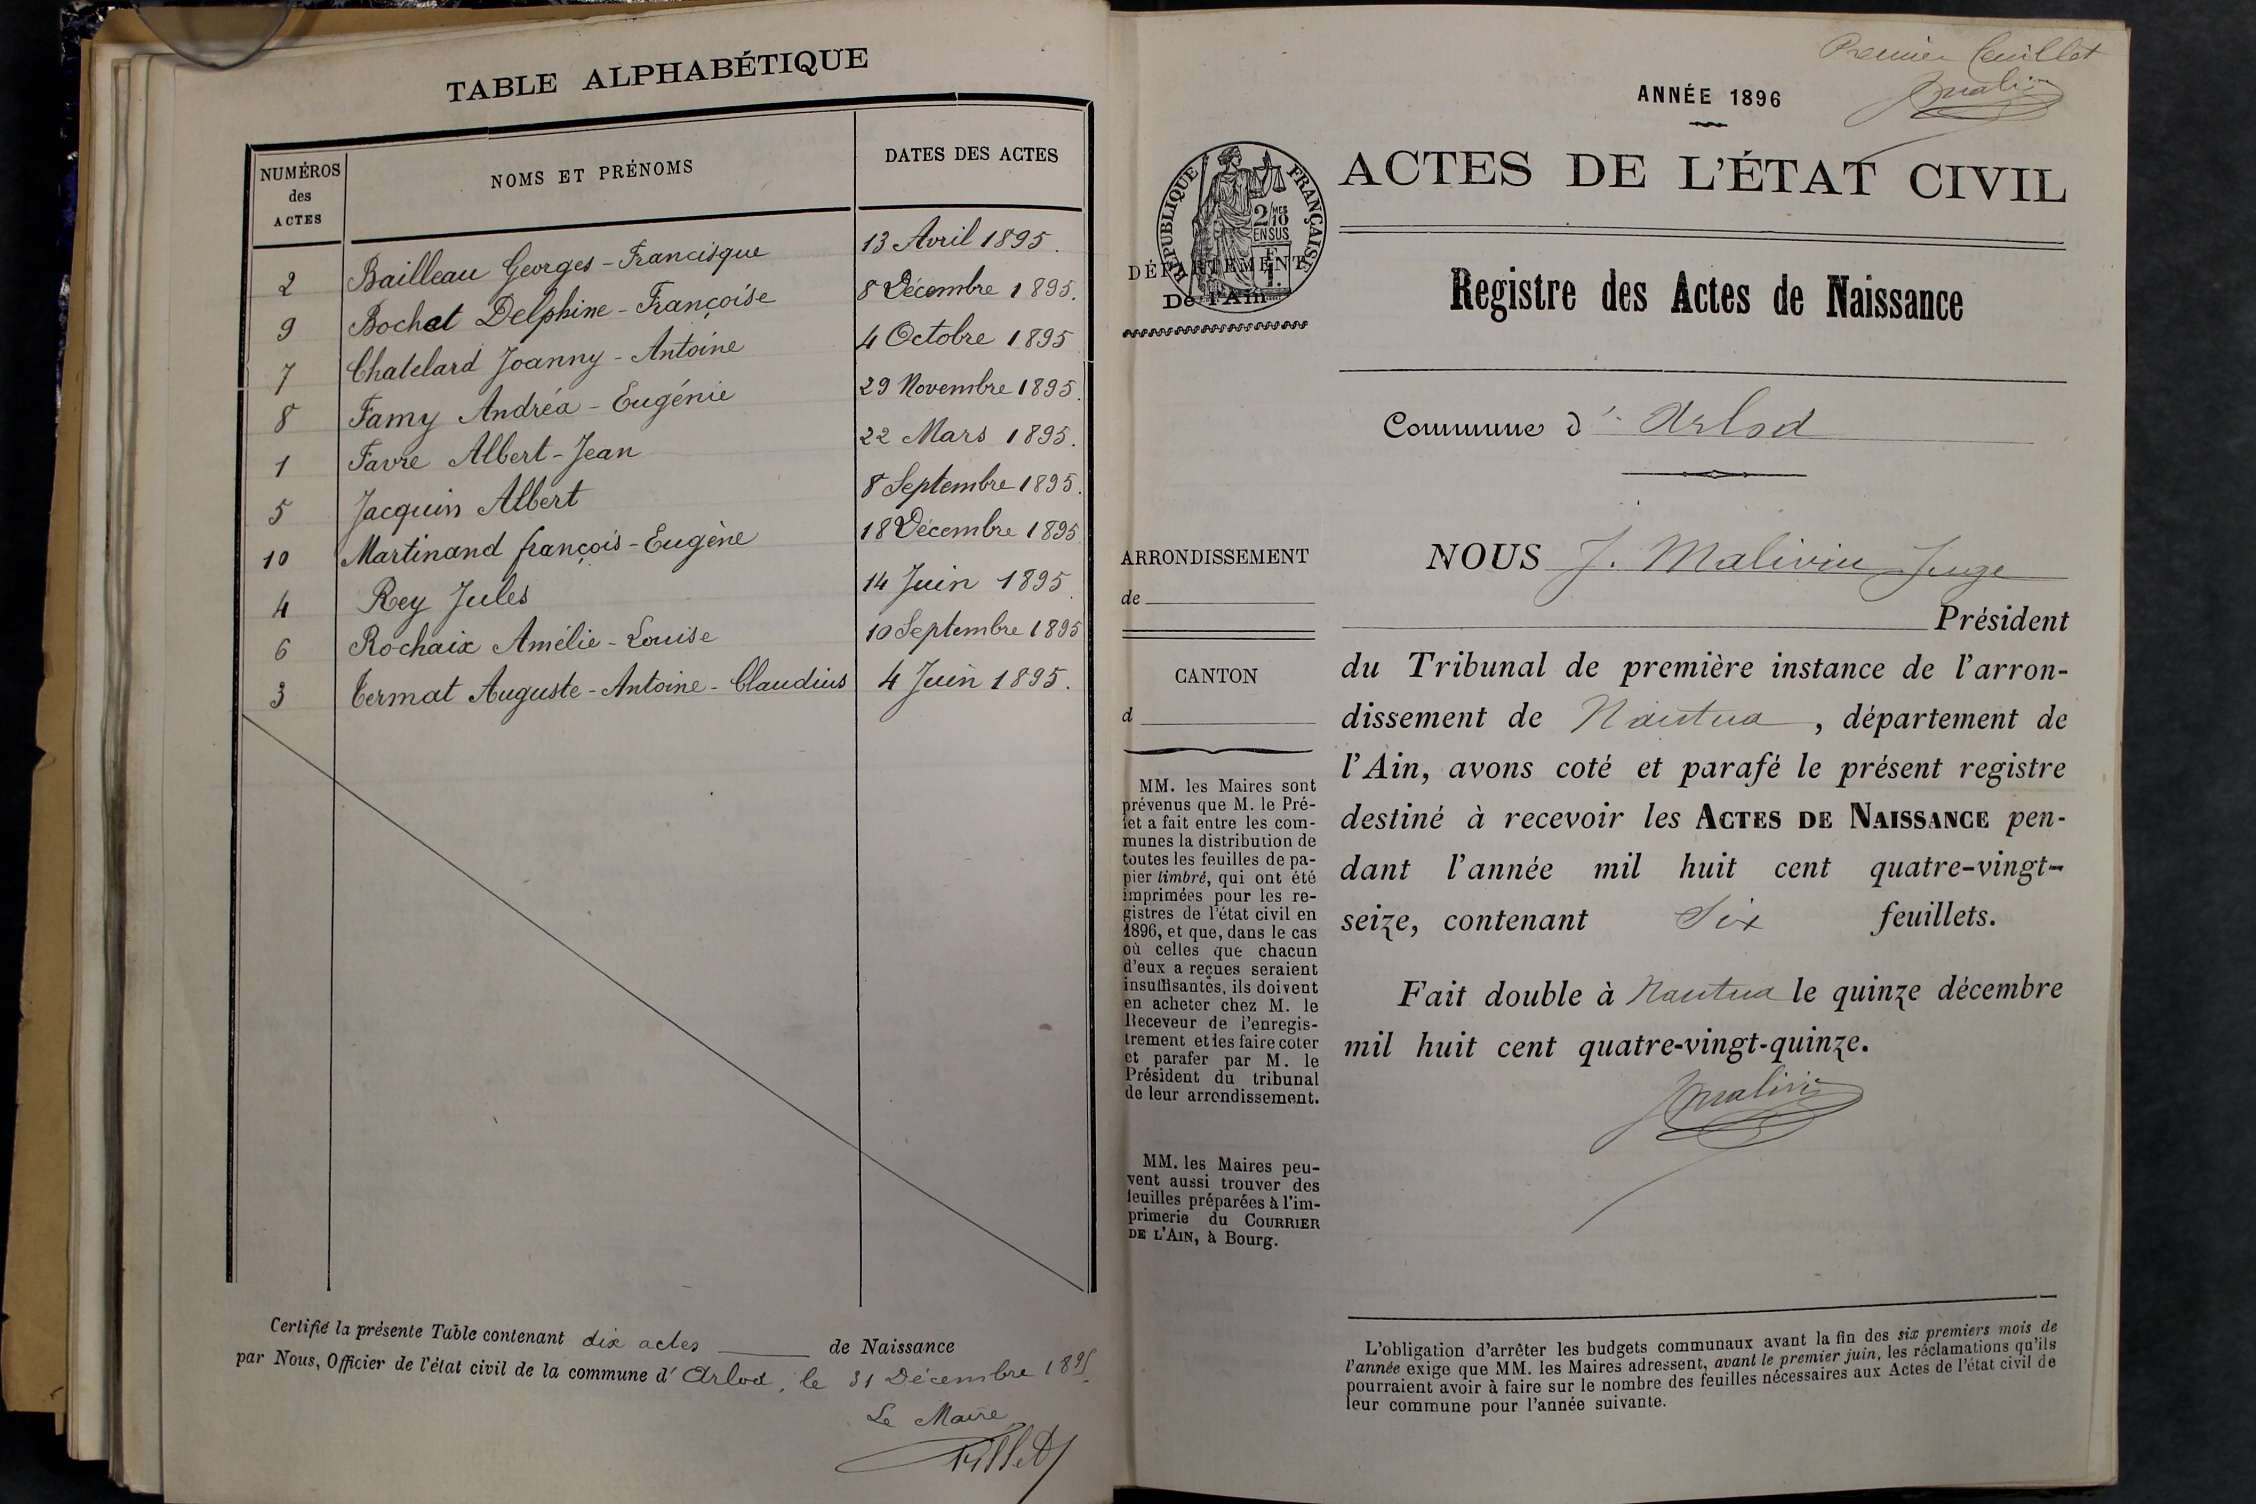 TABLE ALPHABÉTIQUE
NUMÉROS
des
ACTES
NOMS ET PRÉNOMS
DATES DES ACTES
2 Bailleau Georges - Francisque 13 Avril 1895.
9 Bochet Delphine - Françoise 8 Décembre 1895.
7 Chatelard Joanny - Antoine 4 Octobre 1895
8 Famy Andréa - Eugénie 29 Novembre 1895.
1 Favre Albert - Jean 22 Mars 1895.
5 Jacquin Albert 8 Septembre 1895.
10 Martinand françois - Eugène 18 Décembre 1895
4 Rey Jules 14 Juin 1895.
6 Rochaix Amélie - Louise 10 Septembre 1895
3 Termat Auguste - Antoine - Claudius 4 Juin 1895.
Certifié la présente Table contenant dix actes de Naissance
par Nous, Officier de l'état civil de la commune d' Arlod, le 31 Décembre 1895.
Le Maire
Premier feuillet
ANNÉE 1896
ACTES DE L'ÉTAT CIVIL
RÉPUBLIQUE FRANÇAISE
2/10 MES
EN SUS
DÉPARTEMENT
De l'Ain
Registre des Actes de Naissance
Commune d' Arlod
ARRONDISSEMENT
de
CANTON
d
MM. les Maires sont
prévenus que M. le Pré-
fet a fait entre les com-
munes la distribution de
toutes les feuilles de pa-
pier timbré, qui ont été
imprimées pour les re-
gistres de l'état civil en
1896, et que, dans le cas
où celles que chacun
d'eux a reçues seraient
insuffisantes, ils doivent
en acheter chez M. le
Receveur de l'enregis-
trement et les faire coter
et parafer par M. le
Président du tribunal
de leur arrondissement.
MM. les Maires peu-
vent aussi trouver des
feuilles préparées à l'im-
primerie du COURRIER
DE L'AIN, à Bourg.
NOUS J. Malivin Juge
Président
du Tribunal de première instance de l'arron-
dissement de Nantua, département de
l'Ain, avons coté et parafé le présent registre
destiné à recevoir les ACTES DE NAISSANCE pen-
dant l'année mil huit cent quatre-vingt-
seize, contenant Six feuillets.
Fait double à Nantua le quinze décembre
mil huit cent quatre-vingt-quinze.
L'obligation d'arrêter les budgets communaux avant la fin des six premiers mois de
l'année exige que MM. les Maires adressent, avant le premier juin, les réclamations qu'ils
pourraient avoir à faire sur le nombre des feuilles nécessaires aux Actes de l'état civil de
leur commune pour l'année suivante.